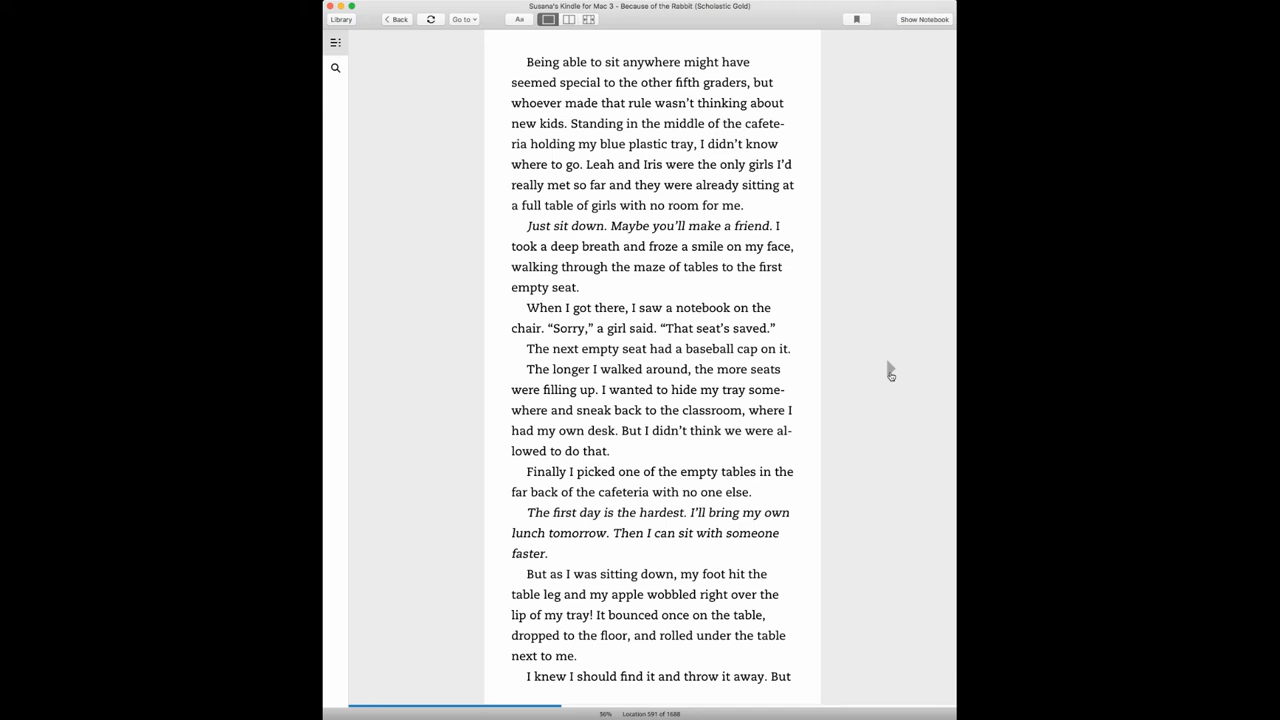 Susana's Kindle for Mac 3 - Because of the Rabbit (Scholastic Gold)
Library
Back
Go to
Aa
Show Notebook
Being able to sit anywhere might have
seemed special to the other fifth graders, but
whoever made that rule wasn't thinking about
new kids. Standing in the middle of the cafete-
ria holding my blue plastic tray, I didn't know
where to go. Leah and Iris were the only girls I'd
really met so far and they were already sitting at
a full table of girls with no room for me.
Just sit down. Maybe you'll make a friend. I
took a deep breath and froze a smile on my face,
walking through the maze of tables to the first
empty seat.
When I got there, I saw a notebook on the
chair. “Sorry,” a girl said. “That seat's saved.”
The next empty seat had a baseball cap on it.
The longer I walked around, the more seats
were filling up. I wanted to hide my tray some-
where and sneak back to the classroom, where I
had my own desk. But I didn't think we were al-
lowed to do that.
Finally I picked one of the empty tables in the
far back of the cafeteria with no one else.
The first day is the hardest. I'll bring my own
lunch tomorrow. Then I can sit with someone
faster.
But as I was sitting down, my foot hit the
table leg and my apple wobbled right over the
lip of my tray! It bounced once on the table,
dropped to the floor, and rolled under the table
next to me.
I knew I should find it and throw it away. But
36% Location 591 of 1688